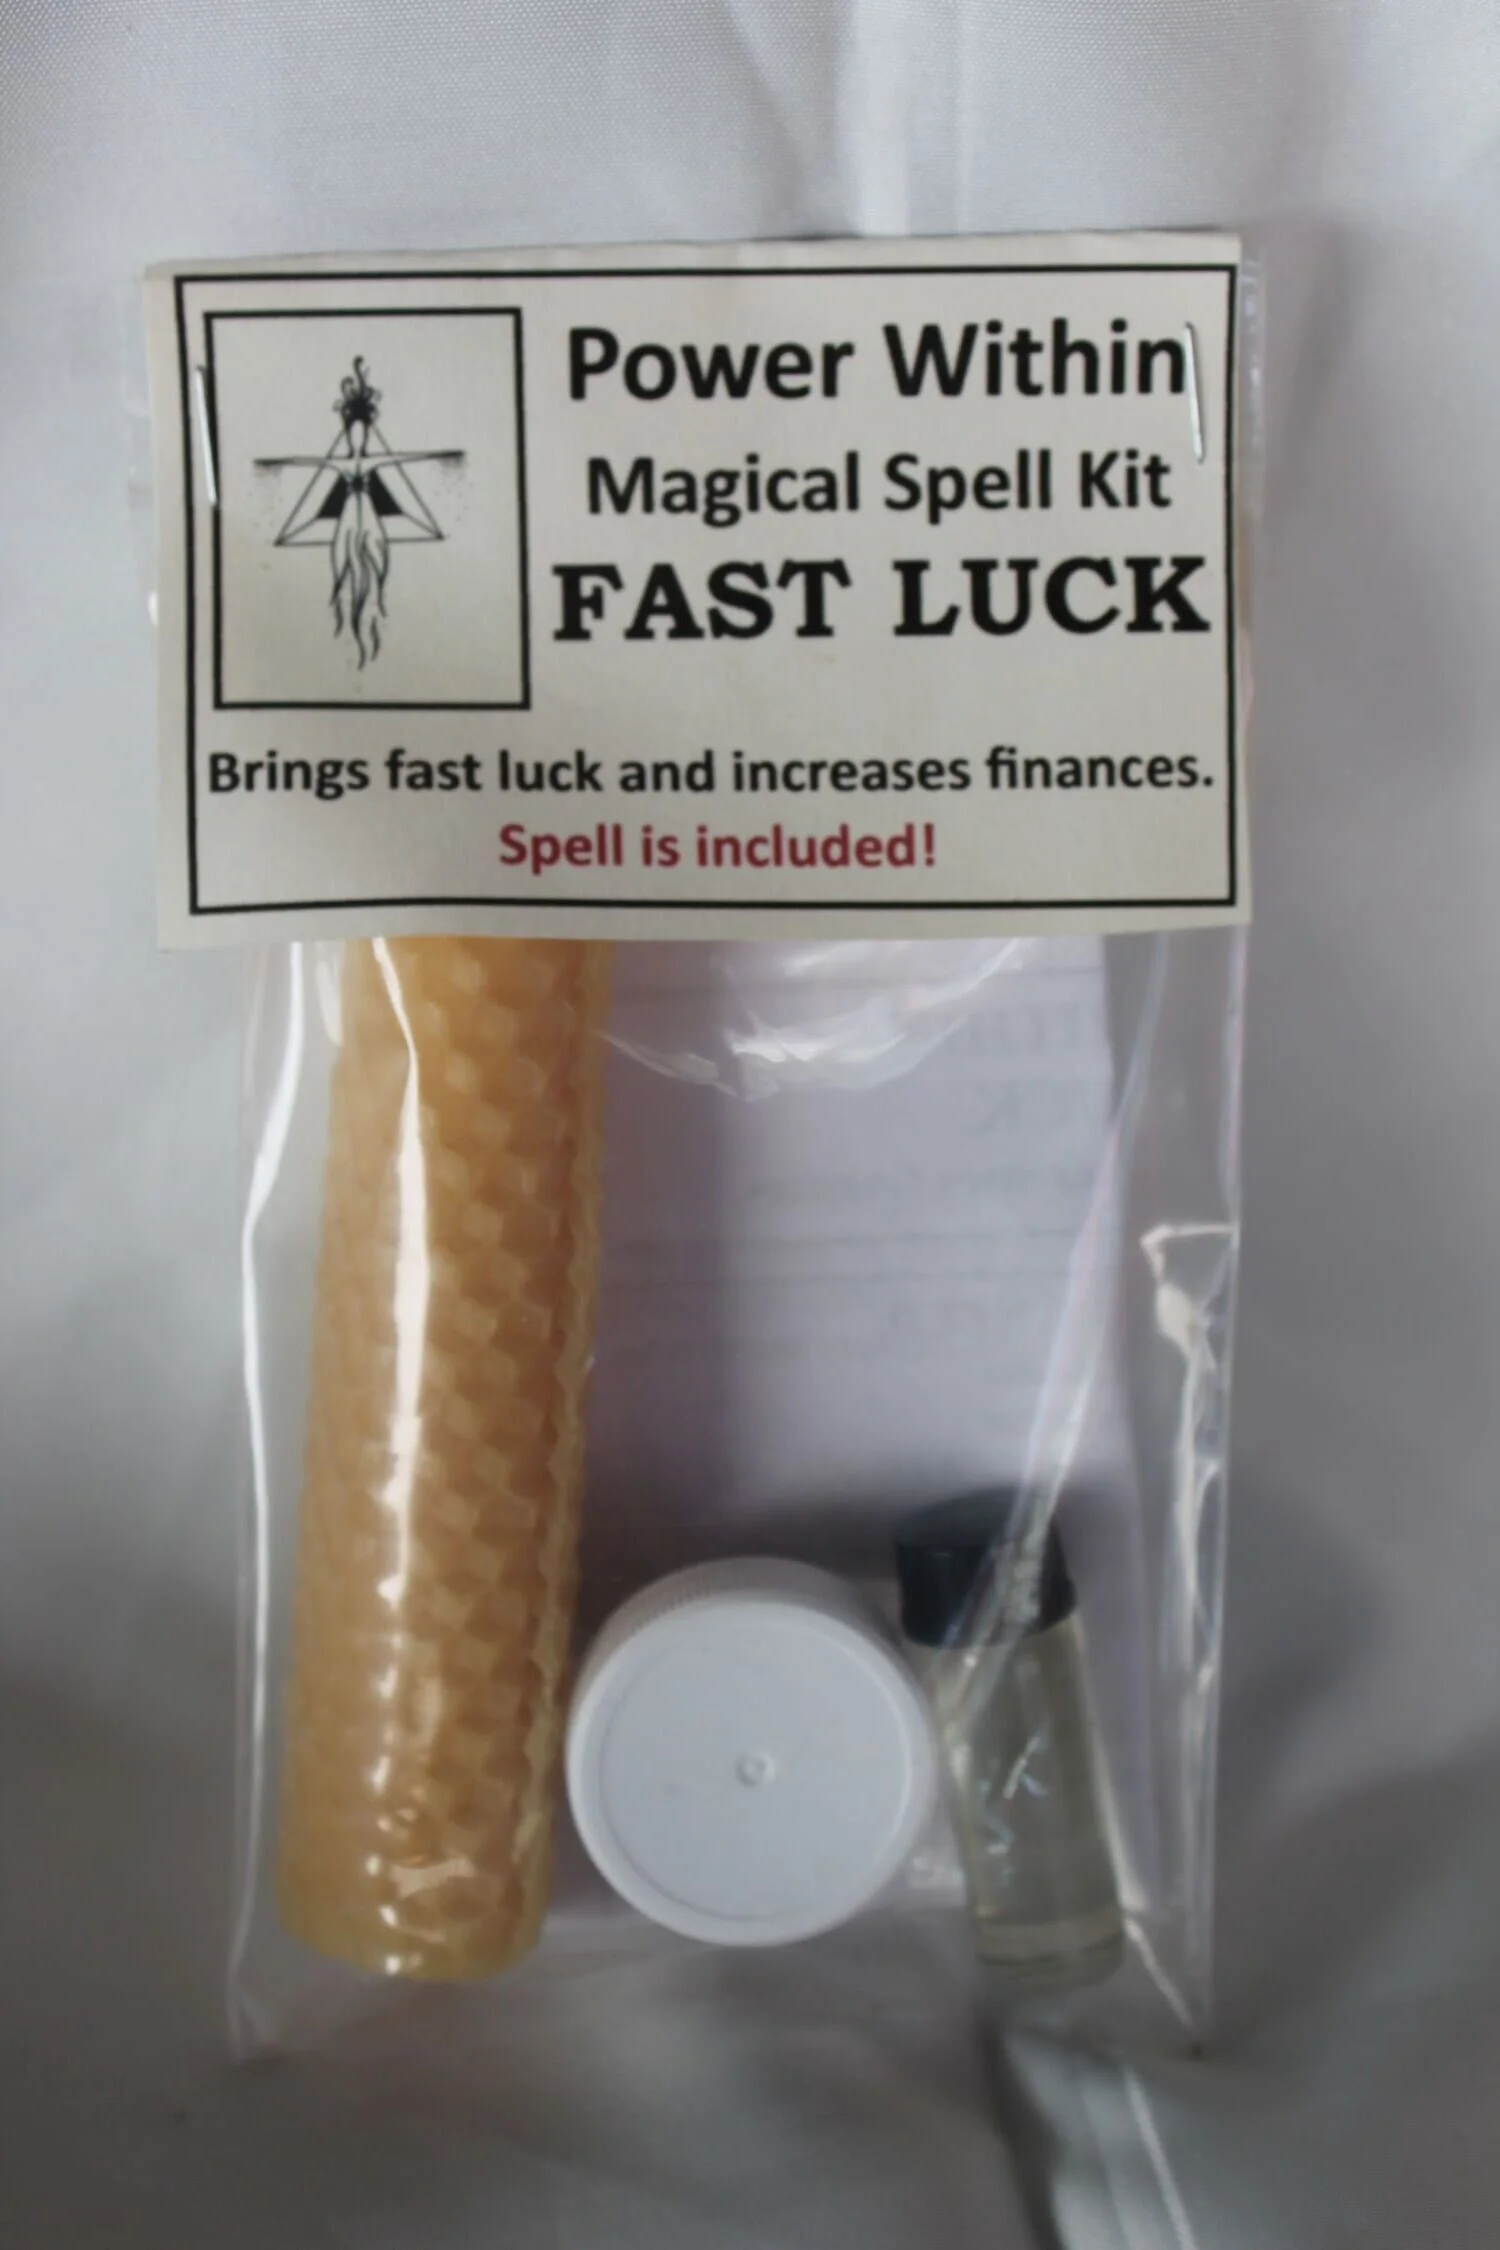 Power Within
Magical Spell Kit
FAST LUCK
Brings fast luck and increases finances.
Spell is included!